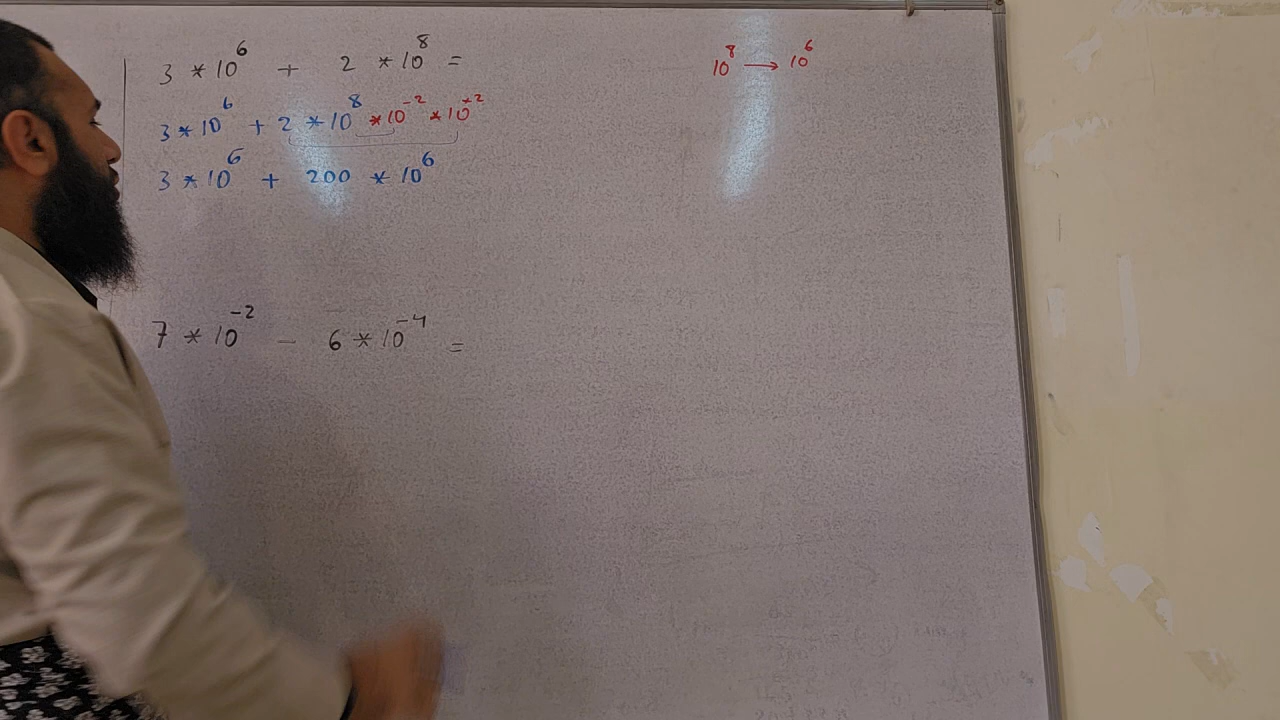 3 * 10^6 + 2 * 10^8 =
10^8 → 10^6
3 * 10^6 + 2 * 10^8 * 10^-2 * 10^+2
3 * 10^6 + 200 * 10^6
7 * 10^-2 - 6 * 10^-4 =